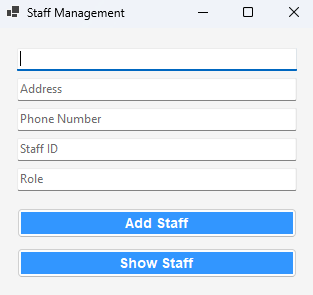 Staff Management
Address
Phone Number
Staff ID
Role
Add Staff
Show Staff